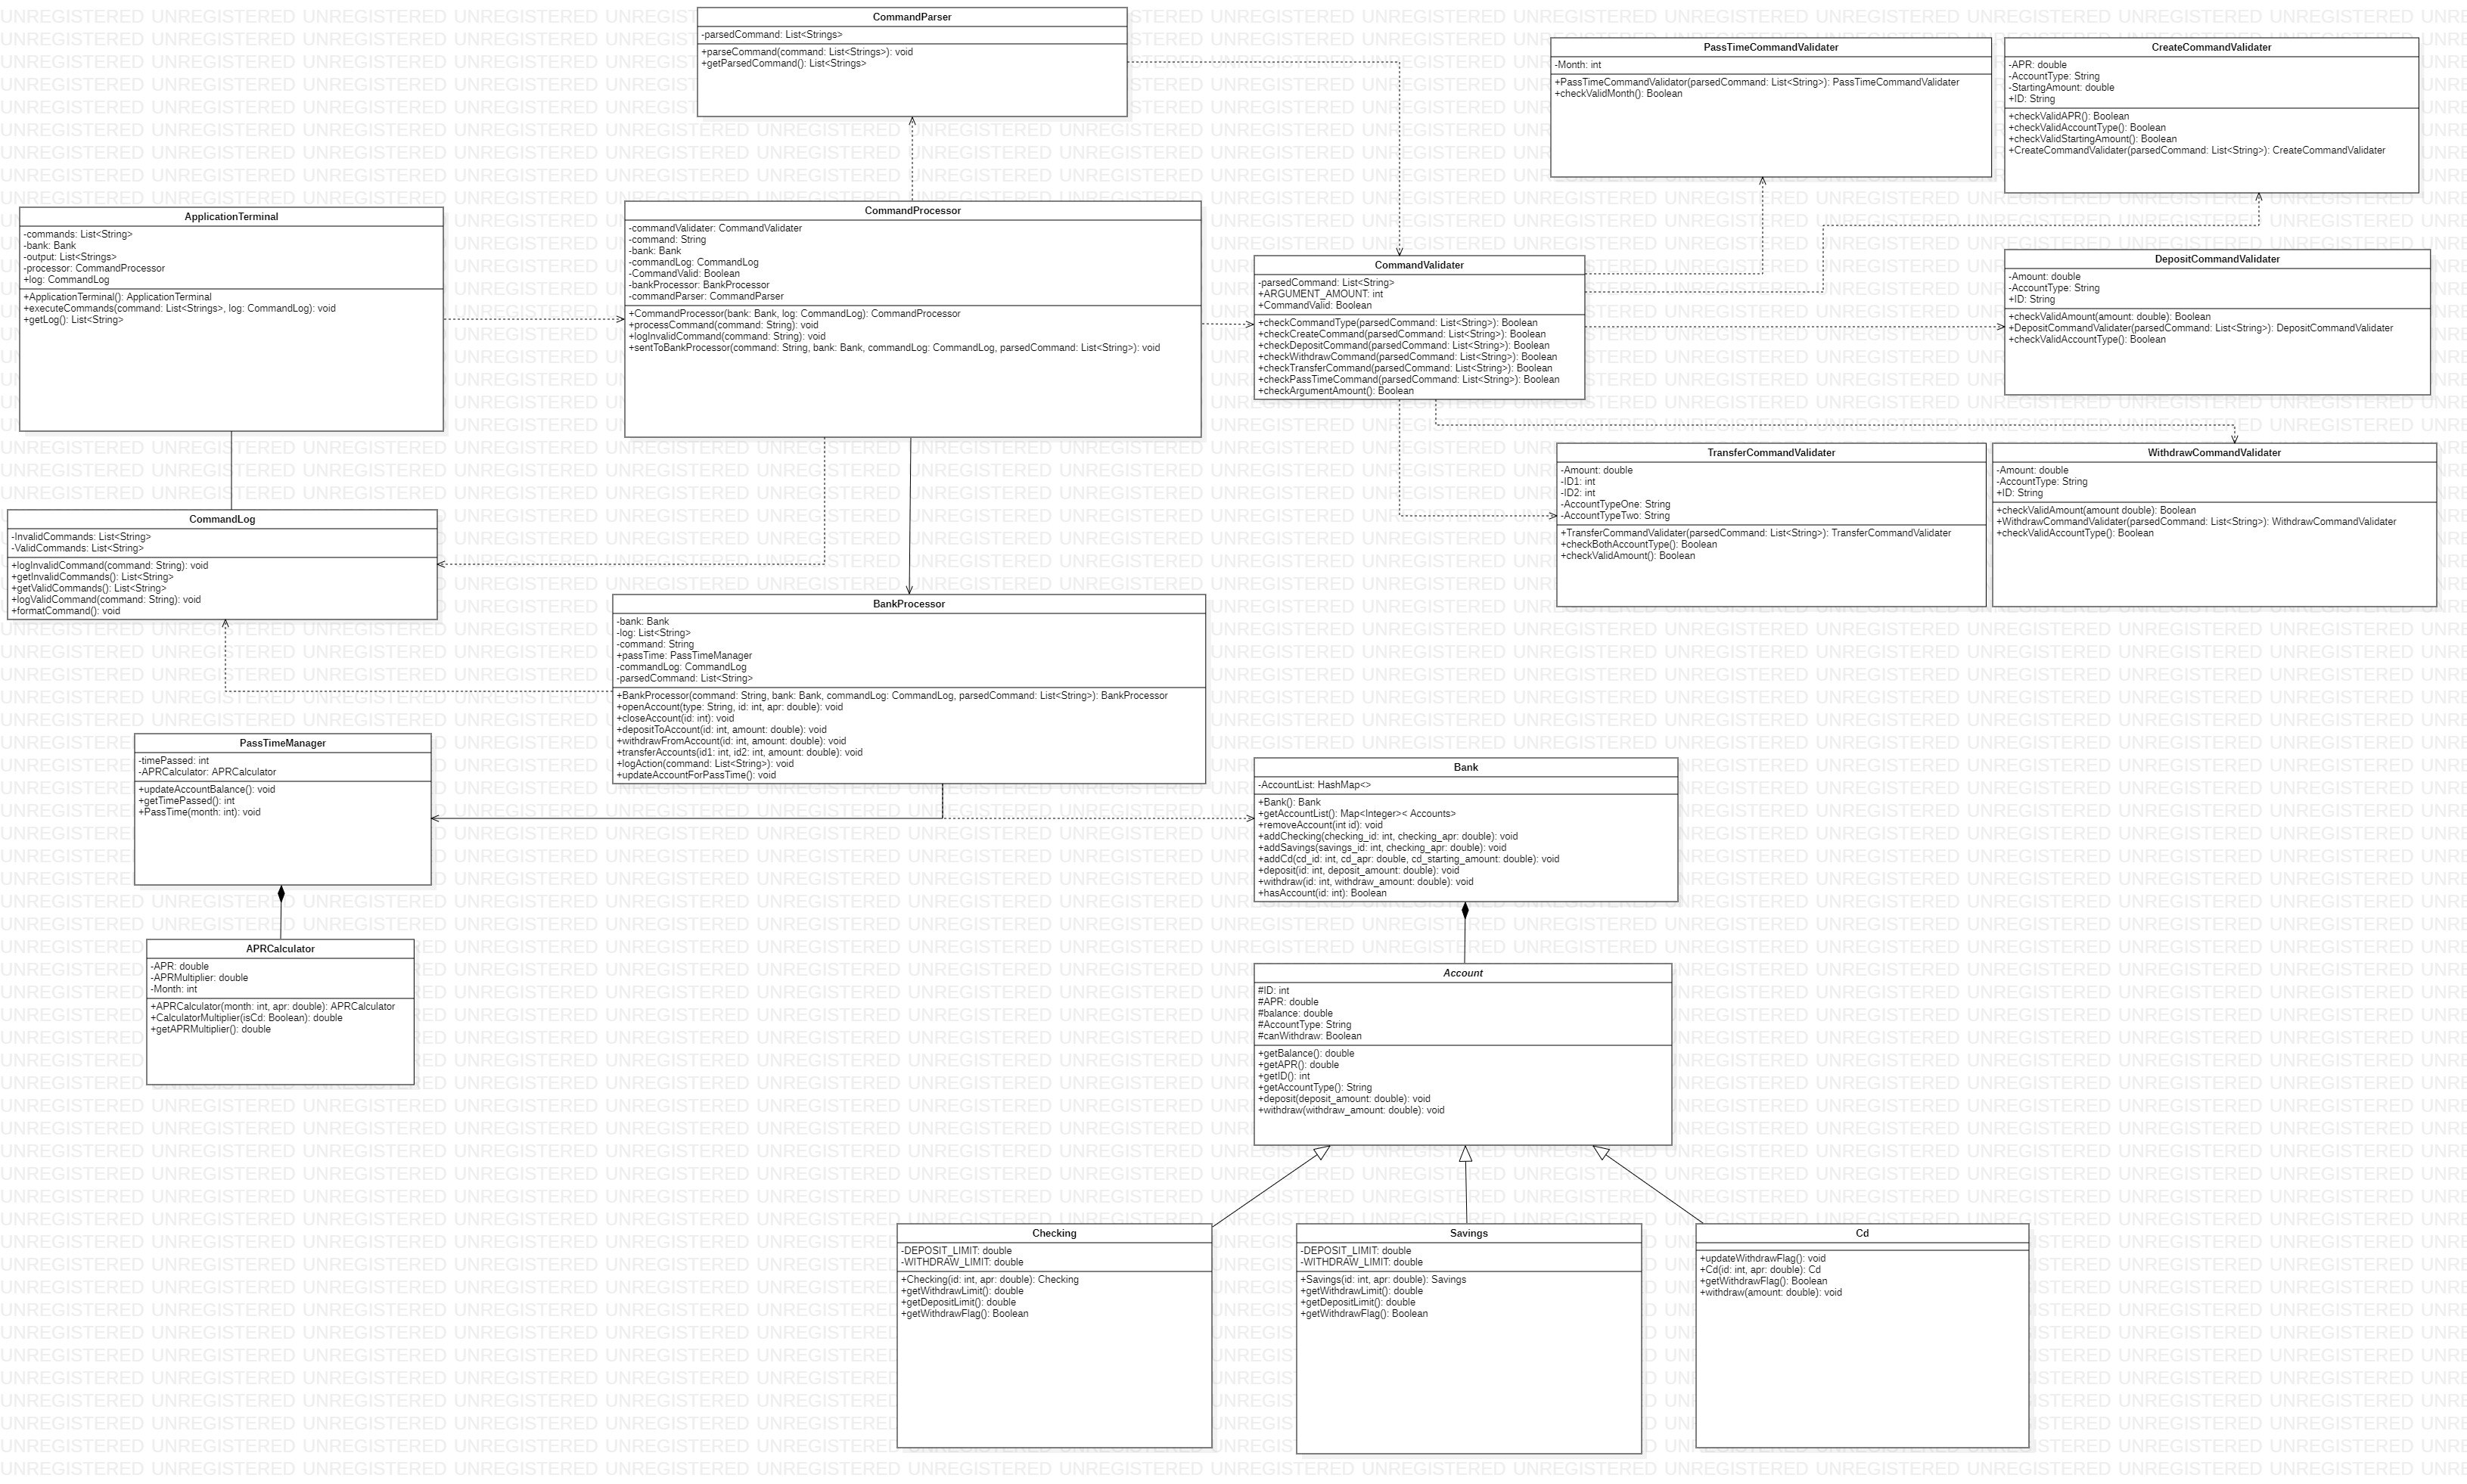 CommandParser
-parsedCommand: List<Strings>
+parseCommand(command: List<Strings>): void
+getParsedCommand(): List<Strings>
PassTimeCommandValidater
-Month: int
+PassTimeCommandValidator(parsedCommand: List<String>): PassTimeCommandValidater
+checkValidMonth(): Boolean
CreateCommandValidater
-APR: double
-AccountType: String
-StartingAmount: double
+ID: String
+checkValidAPR(): Boolean
+checkValidAccountType(): Boolean
+checkValidStartingAmount(): Boolean
+CreateCommandValidater(parsedCommand: List<String>): CreateCommandValidater
ApplicationTerminal
-commands: List<String>
-bank: Bank
-output: List<Strings>
-processor: CommandProcessor
+log: CommandLog
+ApplicationTerminal(): ApplicationTerminal
+executeCommands(command: List<Strings>, log: CommandLog): void
+getLog(): List<String>
CommandProcessor
-commandValidater: CommandValidater
-command: String
-bank: Bank
-commandLog: CommandLog
-CommandValid: Boolean
-bankProcessor: BankProcessor
-commandParser: CommandParser
+CommandProcessor(bank: Bank, log: CommandLog): CommandProcessor
+processCommand(command: String): void
+logInvalidCommand(command: String): void
+sentToBankProcessor(command: String, bank: Bank, commandLog: CommandLog, parsedCommand: List<String>): void
CommandValidater
-parsedCommand: List<String>
+ARGUMENT_AMOUNT: int
+CommandValid: Boolean
+checkCommandType(parsedCommand: List<String>): Boolean
+checkCreateCommand(parsedCommand: List<String>): Boolean
+checkDepositCommand(parsedCommand: List<String>): Boolean
+checkWithdrawCommand(parsedCommand: List<String>): Boolean
+checkTransferCommand(parsedCommand: List<String>): Boolean
+checkPassTimeCommand(parsedCommand: List<String>): Boolean
+checkArgumentAmount(): Boolean
DepositCommandValidater
-Amount: double
-AccountType: String
+ID: String
+checkValidAmount(amount: double): Boolean
+DepositCommandValidater(parsedCommand: List<String>): DepositCommandValidater
+checkValidAccountType(): Boolean
TransferCommandValidater
-Amount: double
-ID1: int
-ID2: int
-AccountTypeOne: String
-AccountTypeTwo: String
+TransferCommandValidater(parsedCommand: List<String>): TransferCommandValidater
+checkBothAccountType(): Boolean
+checkValidAmount(): Boolean
WithdrawCommandValidater
-Amount: double
-AccountType: String
+ID: String
+checkValidAmount(amount double): Boolean
+WithdrawCommandValidater(parsedCommand: List<String>): WithdrawCommandValidater
+checkValidAccountType(): Boolean
CommandLog
-InvalidCommands: List<String>
-ValidCommands: List<String>
+logInvalidCommand(command: String): void
+getInvalidCommands(): List<String>
+getValidCommands(): List<String>
+logValidCommand(command: String): void
+formatCommand(): void
BankProcessor
-bank: Bank
-log: List<String>
-command: String
+passTime: PassTimeManager
-commandLog: CommandLog
-parsedCommand: List<String>
+BankProcessor(command: String, bank: Bank, commandLog: CommandLog, parsedCommand: List<String>): BankProcessor
+openAccount(type: String, id: int, apr: double): void
+closeAccount(id: int): void
+depositToAccount(id: int, amount: double): void
+withdrawFromAccount(id: int, amount: double): void
+transferAccounts(id1: int, id2: int, amount: double): void
+logAction(command: List<String>): void
+updateAccountForPassTime(): void
PassTimeManager
-timePassed: int
-APRCalculator: APRCalculator
+updateAccountBalance(): void
+getTimePassed(): int
+PassTime(month: int): void
Bank
-AccountList: HashMap<>
+Bank(): Bank
+getAccountList(): Map<Integer>< Accounts>
+removeAccount(int id): void
+addChecking(checking_id: int, checking_apr: double): void
+addSavings(savings_id: int, checking_apr: double): void
+addCd(cd_id: int, cd_apr: double, cd_starting_amount: double): void
+deposit(id: int, deposit_amount: double): void
+withdraw(id: int, withdraw_amount: double): void
+hasAccount(id: int): Boolean
APRCalculator
-APR: double
-APRMultiplier: double
-Month: int
+APRCalculator(month: int, apr: double): APRCalculator
+CalculatorMultiplier(isCd: Boolean): double
+getAPRMultiplier(): double
Account
#ID: int
#APR: double
#balance: double
#AccountType: String
#canWithdraw: Boolean
+getBalance(): double
+getAPR(): double
+getID(): int
+getAccountType(): String
+deposit(deposit_amount: double): void
+withdraw(withdraw_amount: double): void
Checking
-DEPOSIT_LIMIT: double
-WITHDRAW_LIMIT: double
+Checking(id: int, apr: double): Checking
+getWithdrawLimit(): double
+getDepositLimit(): double
+getWithdrawFlag(): Boolean
Savings
-DEPOSIT_LIMIT: double
-WITHDRAW_LIMIT: double
+Savings(id: int, apr: double): Savings
+getWithdrawLimit(): double
+getDepositLimit(): double
+getWithdrawFlag(): Boolean
Cd
+updateWithdrawFlag(): void
+Cd(id: int, apr: double): Cd
+getWithdrawFlag(): Boolean
+withdraw(amount: double): void
UNREGISTERED